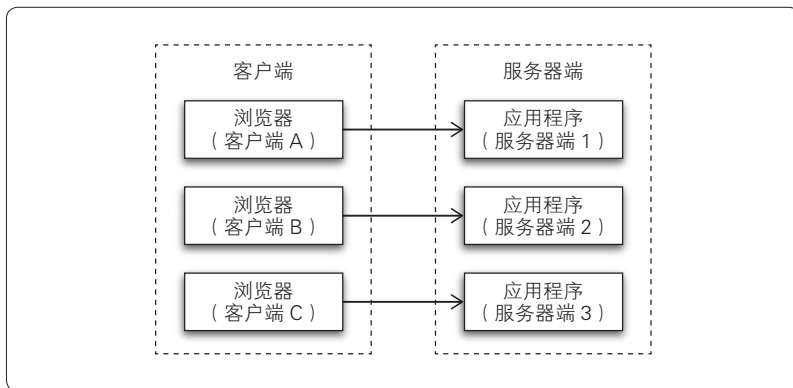 客户端
服务器端
浏览器
（客户端 A）
应用程序
（服务器端 1）
浏览器
（客户端 B）
应用程序
（服务器端 2）
浏览器
（客户端 C）
应用程序
（服务器端 3）